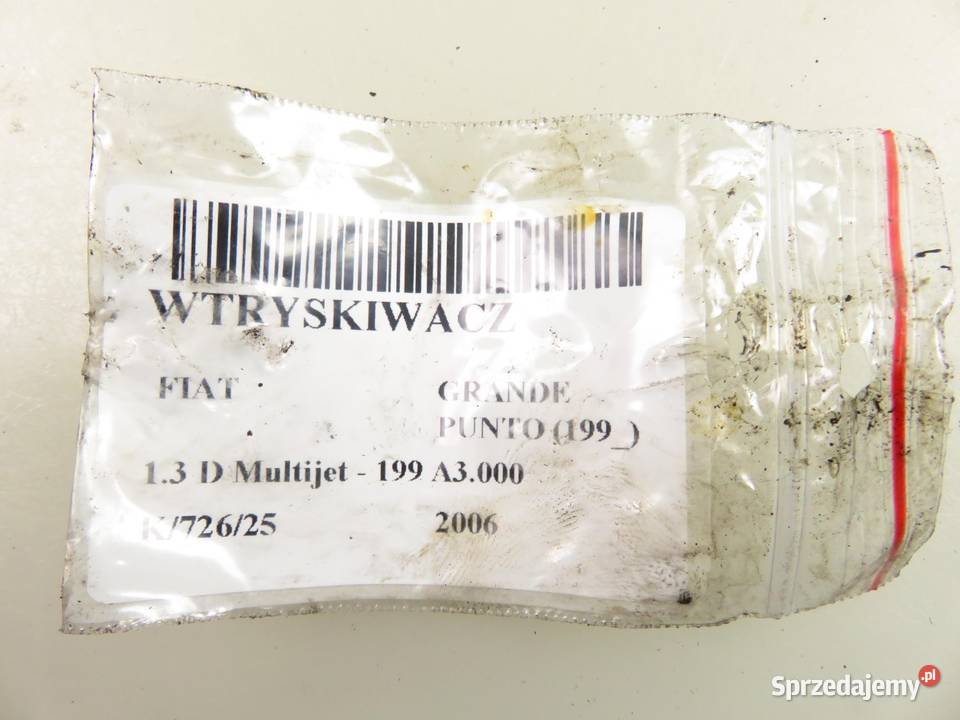 WTRYSKIWACZ
FIAT GRANDE
PUNTO (199_)
1.3 D Multijet - 199 A3.000
K/726/25 2006
Sprzedajemy.pl